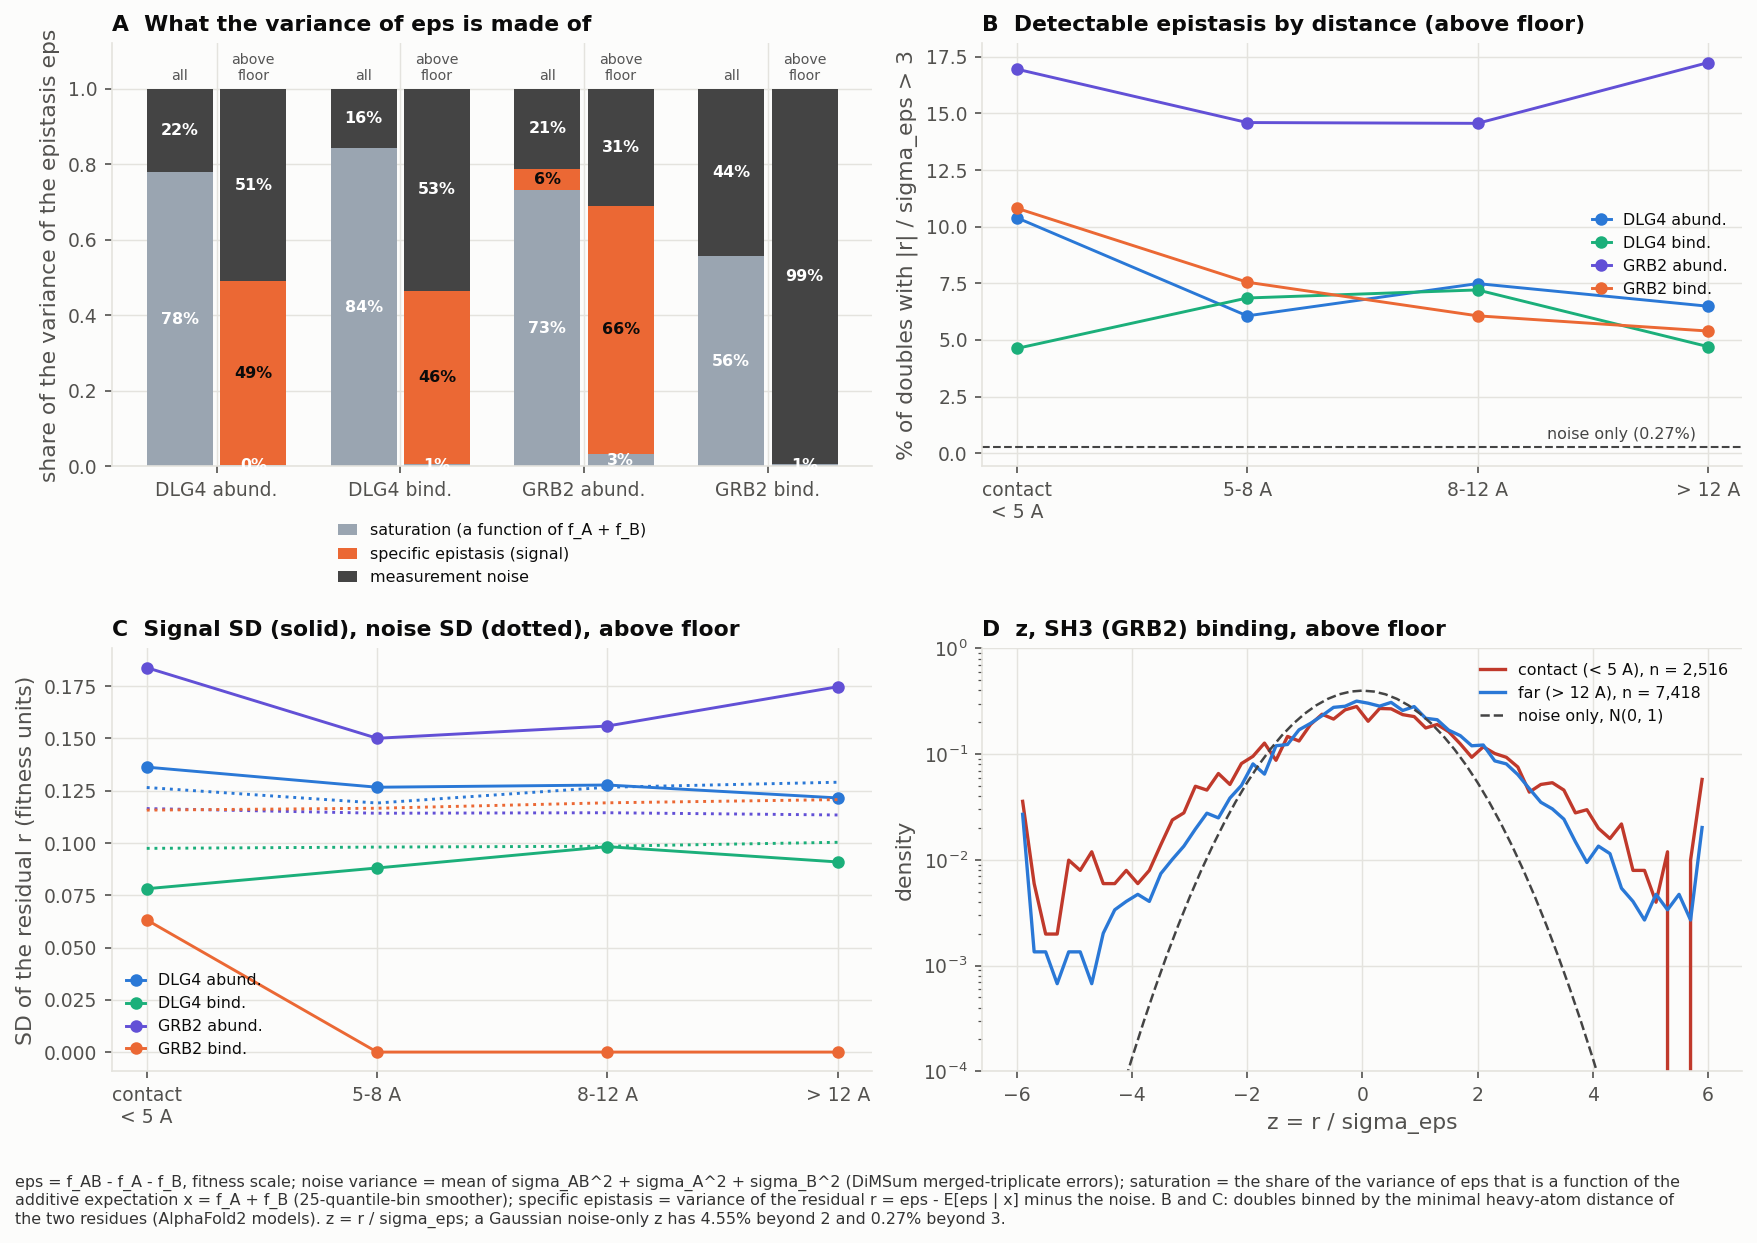 A  What the variance of eps is made of
share of the variance of the epistasis eps
1.0
0.8
0.6
0.4
0.2
0.0
all
above
floor
all
above
floor
all
above
floor
all
above
floor
22%
78%
51%
49%
0%
16%
84%
53%
46%
1%
21%
6%
73%
31%
66%
3%
44%
56%
99%
1%
DLG4 abund.
DLG4 bind.
GRB2 abund.
GRB2 bind.
saturation (a function of f_A + f_B)
specific epistasis (signal)
measurement noise
B  Detectable epistasis by distance (above floor)
% of doubles with |r| / sigma_eps > 3
17.5
15.0
12.5
10.0
7.5
5.0
2.5
0.0
DLG4 abund.
DLG4 bind.
GRB2 abund.
GRB2 bind.
noise only (0.27%)
contact
< 5 A
5-8 A
8-12 A
> 12 A
C  Signal SD (solid), noise SD (dotted), above floor
SD of the residual r (fitness units)
0.175
0.150
0.125
0.100
0.075
0.050
0.025
0.000
DLG4 abund.
DLG4 bind.
GRB2 abund.
GRB2 bind.
contact
< 5 A
5-8 A
8-12 A
> 12 A
D  z, SH3 (GRB2) binding, above floor
density
10⁰
10⁻¹
10⁻²
10⁻³
10⁻⁴
contact (< 5 A), n = 2,516
far (> 12 A), n = 7,418
noise only, N(0, 1)
−6
−4
−2
0
2
4
6
z = r / sigma_eps
eps = f_AB - f_A - f_B, fitness scale; noise variance = mean of sigma_AB^2 + sigma_A^2 + sigma_B^2 (DiMSum merged-triplicate errors); saturation = the share of the variance of eps that is a function of the
additive expectation x = f_A + f_B (25-quantile-bin smoother); specific epistasis = variance of the residual r = eps - E[eps | x] minus the noise. B and C: doubles binned by the minimal heavy-atom distance of
the two residues (AlphaFold2 models). z = r / sigma_eps; a Gaussian noise-only z has 4.55% beyond 2 and 0.27% beyond 3.